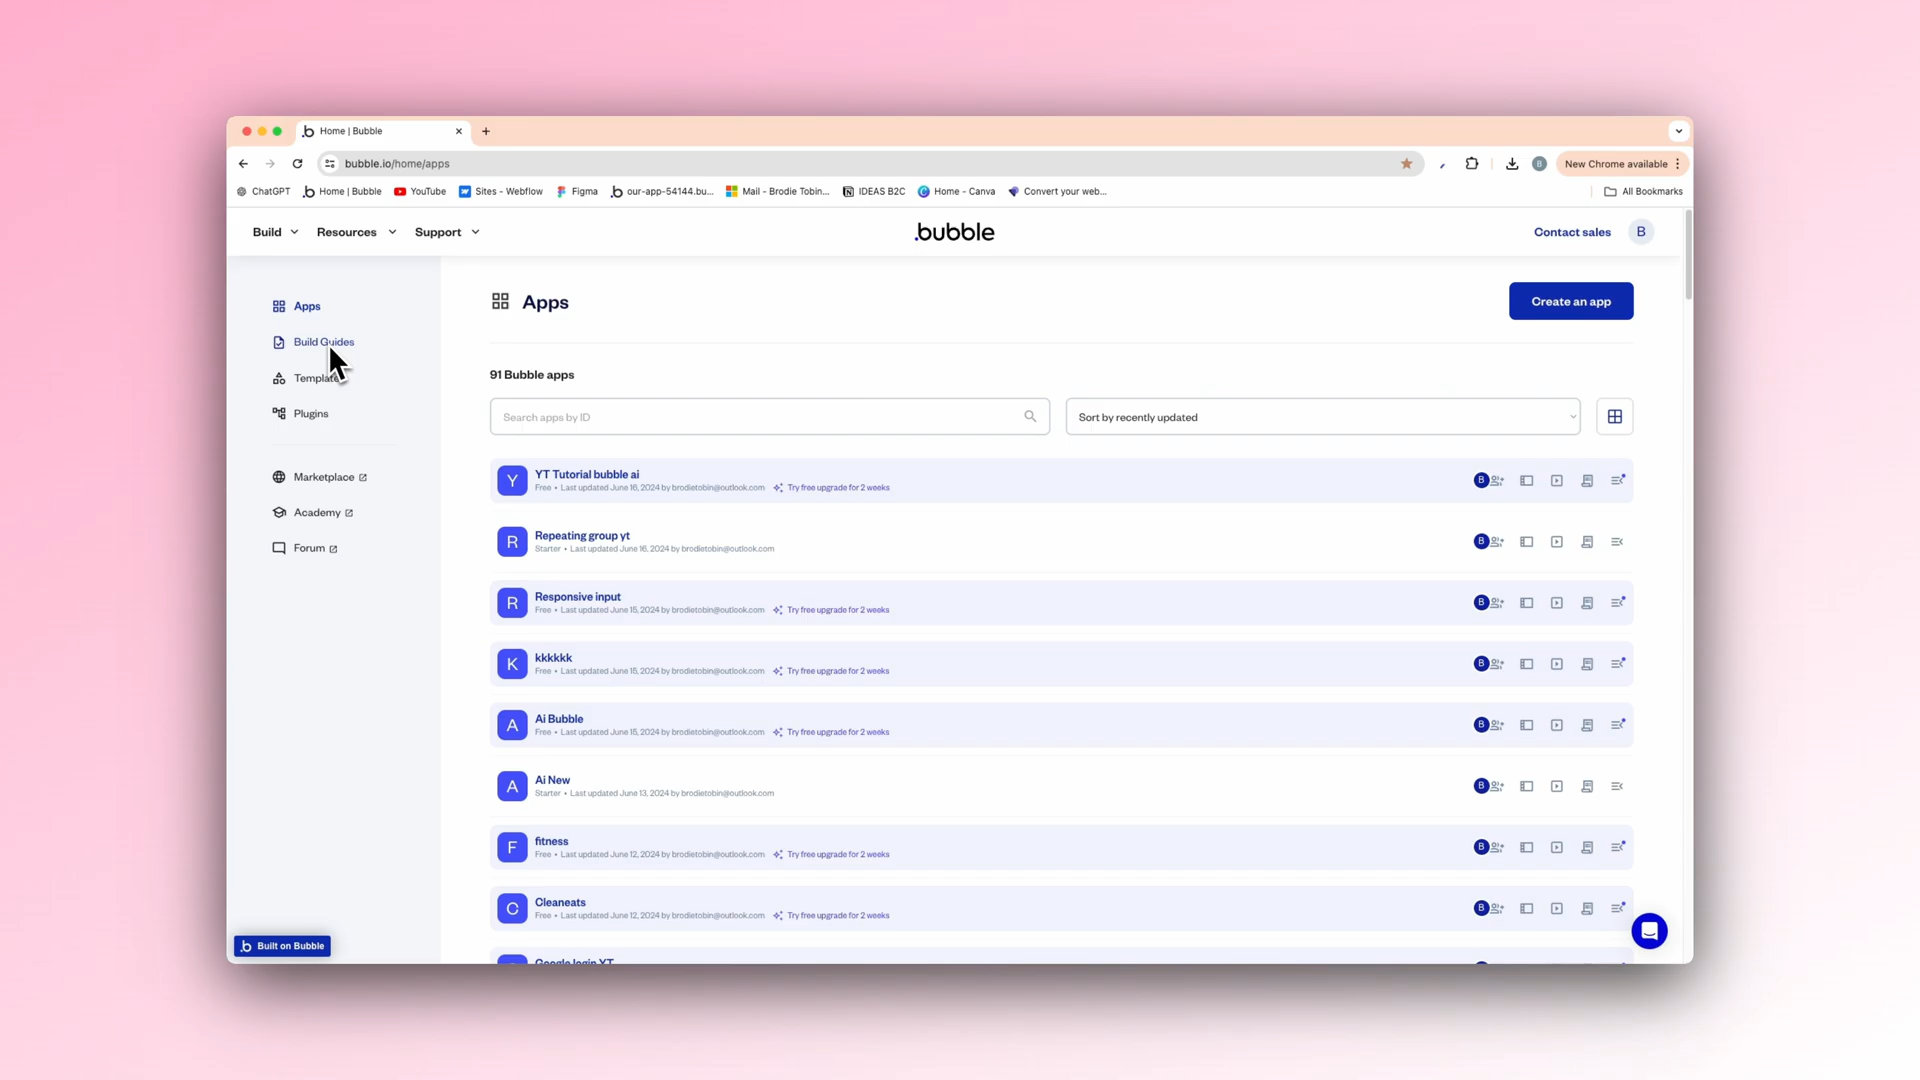 Home | Bubble
bubble.io/home/apps
New Chrome available
ChatGPT
Home | Bubble
YouTube
Sites - Webflow
Figma
our-app-54144.bu...
Mail - Brodie Tobin...
IDEAS B2C
Home - Canva
Convert your web...
All Bookmarks
Build
Resources
Support
.bubble
Contact sales
B
Apps
Build Guides
Template
Plugins
Marketplace
Academy
Forum
Apps
Create an app
91 Bubble apps
Search apps by ID
Sort by recently updated
Y
YT Tutorial bubble ai
Free • Last updated June 16, 2024 by brodietobin@outlook.com Try free upgrade for 2 weeks
B
R
Repeating group yt
Starter • Last updated June 16, 2024 by brodietobin@outlook.com
B
R
Responsive input
Free • Last updated June 15, 2024 by brodietobin@outlook.com Try free upgrade for 2 weeks
B
K
kkkkkk
Free • Last updated June 15, 2024 by brodietobin@outlook.com Try free upgrade for 2 weeks
B
A
Ai Bubble
Free • Last updated June 15, 2024 by brodietobin@outlook.com Try free upgrade for 2 weeks
B
A
Ai New
Starter • Last updated June 13, 2024 by brodietobin@outlook.com
B
F
fitness
Free • Last updated June 12, 2024 by brodietobin@outlook.com Try free upgrade for 2 weeks
B
C
Cleaneats
Free • Last updated June 12, 2024 by brodietobin@outlook.com Try free upgrade for 2 weeks
B
Google login YT
Built on Bubble